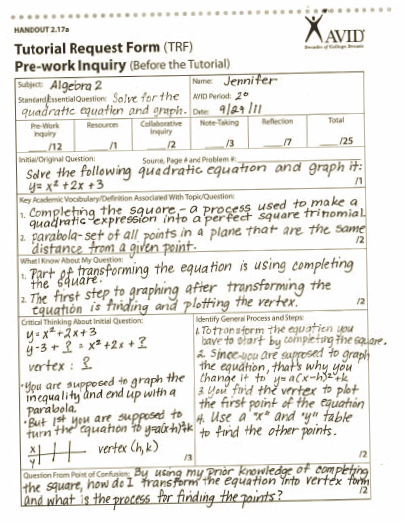 HANDOUT 2.17a
AVID
Decades of College Dreams
Tutorial Request Form (TRF)
Pre-work Inquiry (Before the Tutorial)
Subject: Algebra 2
Name: Jennifer
Standard/Essential Question: Solve for the quadratic equation and graph.
AVID Period: 2°
Date: 9/29/11
Pre-Work Inquiry /12
Resources /1
Collaborative Inquiry /2
Note-Taking /3
Reflection /7
Total /25
Initial/Original Question: Source, Page # and Problem #:
Solve the following quadratic equation and graph it:
y= x²+2x+3 /1
Key Academic Vocabulary/Definition Associated With Topic/Question:
1. Completing the square - a process used to make a
quadratic expression into a perfect square trinomial.
2. parabola- set of all points in a plane that are the same
distance from a given point. /2
What I Know About My Question:
1. Part of transforming the equation is using completing
the square.
2. The first step to graphing after transforming the
equation is finding and plotting the vertex. /2
Critical Thinking About Initial Question:
y= x²+2x+3
y-3 + ? = x²+2x+ ?
vertex : ?
·You are supposed to graph the
inequality and end up with a
parabola.
·But 1st you are supposed to
turn the equation to y=a(x-h)²+k
x
y
vertex (h,k)
/3
Identify General Process and Steps:
1. To transform the equation you
have to start by completing the square.
2. Since you are supposed to graph
the equation, that's why you
change it to y=a(x-h)²+k
3. You find the vertex to plot
the first point of the equation
4. Use a "x" and "y" table
to find the other points.
/2
Question From Point of Confusion: By using my prior knowledge of completing
the square, how do I transform the equation into vertex form
and what is the process for finding the points? /2